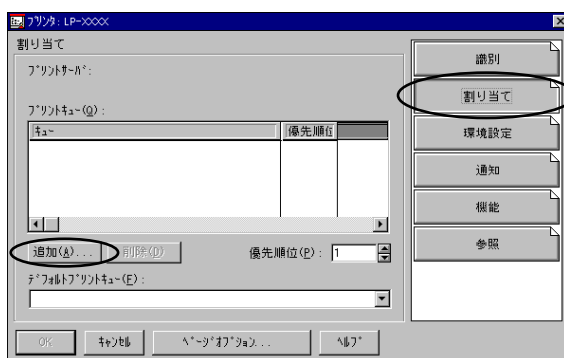 ﾌﾟﾘﾝﾀ: LP-XXXX
割り当て
ﾌﾟﾘﾝﾄｻｰﾊﾞ:
ﾌﾟﾘﾝﾄｷｭｰ(Q):
ｷｭｰ 優先順位
追加(A)... 削除(D) 優先順位(P): 1
ﾃﾞﾌｫﾙﾄﾌﾟﾘﾝﾄｷｭｰ(E):
OK ｷｬﾝｾﾙ ﾍﾟｰｼﾞｵﾌﾟｼｮﾝ... ﾍﾙﾌﾟ
識別
割り当て
環境設定
通知
機能
参照